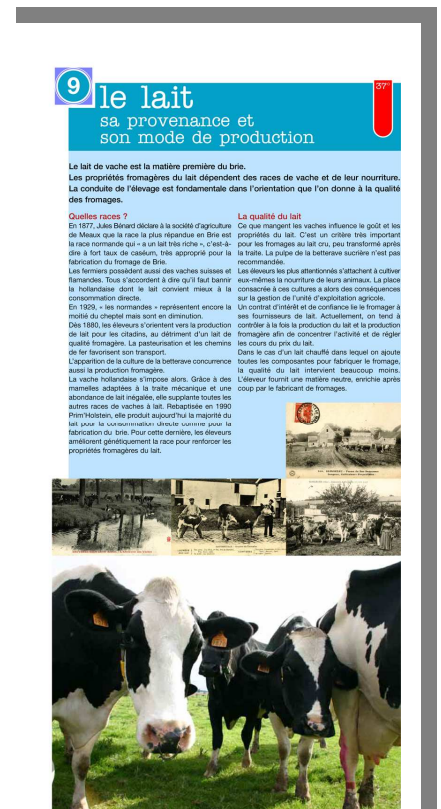 9
le lait
37°
sa provenance et
son mode de production
Le lait de vache est la matière première du brie.
Les propriétés fromagères du lait dépendent des races de vache et de leur nourriture.
La conduite de l'élevage est fondamentale dans l'orientation que l'on donne à la qualité
des fromages.
Quelles races ?
En 1877, Jules Bénard déclare à la société d'agriculture
de Meaux que la race la plus répandue en Brie est
la race normande qui « a un lait très riche », c'est-à-
dire à fort taux de caséum, très approprié pour la
fabrication du fromage de Brie.
Les fermiers possèdent aussi des vaches suisses et
flamandes. Tous s'accordent à dire qu'il faut bannir
la hollandaise dont le lait convient mieux à la
consommation directe.
En 1929, « les normandes » représentent encore la
moitié du cheptel mais sont en diminution.
Dès 1880, les éleveurs s'orientent vers la production
de lait pour les citadins, au détriment d'un lait de
qualité fromagère. La pasteurisation et les chemins
de fer favorisent son transport.
L'apparition de la culture de la betterave concurrence
aussi la production fromagère.
La vache hollandaise s'impose alors. Grâce à des
mamelles adaptées à la traite mécanique et une
abondance de lait inégalée, elle supplante toutes les
autres races de vaches à lait. Rebaptisée en 1990
Prim'Holstein, elle produit aujourd'hui la majorité du
lait pour la consommation directe comme pour la
fabrication du brie. Pour cette dernière, les éleveurs
améliorent génétiquement la race pour renforcer les
propriétés fromagères du lait.
La qualité du lait
Ce que mangent les vaches influence le goût et les
propriétés du lait. C'est un critère très important
pour les fromages au lait cru, peu transformé après
la traite. La pulpe de la betterave sucrière n'est pas
recommandée.
Les éleveurs les plus attentionnés s'attachent à cultiver
eux-mêmes la nourriture de leurs animaux. La place
consacrée à ces cultures a alors des conséquences
sur la gestion de l'unité d'exploitation agricole.
Un contrat d'intérêt et de confiance lie le fromager à
ses fournisseurs de lait. Actuellement, on tend à
contrôler à la fois la production du lait et la production
fromagère afin de concentrer l'activité et de régler
les cours du prix du lait.
Dans le cas d'un lait chauffé dans lequel on ajoute
toutes les composantes pour fabriquer le fromage,
la qualité du lait intervient beaucoup moins.
L'éleveur fournit une matière neutre, enrichie après
coup par le fabricant de fromages.